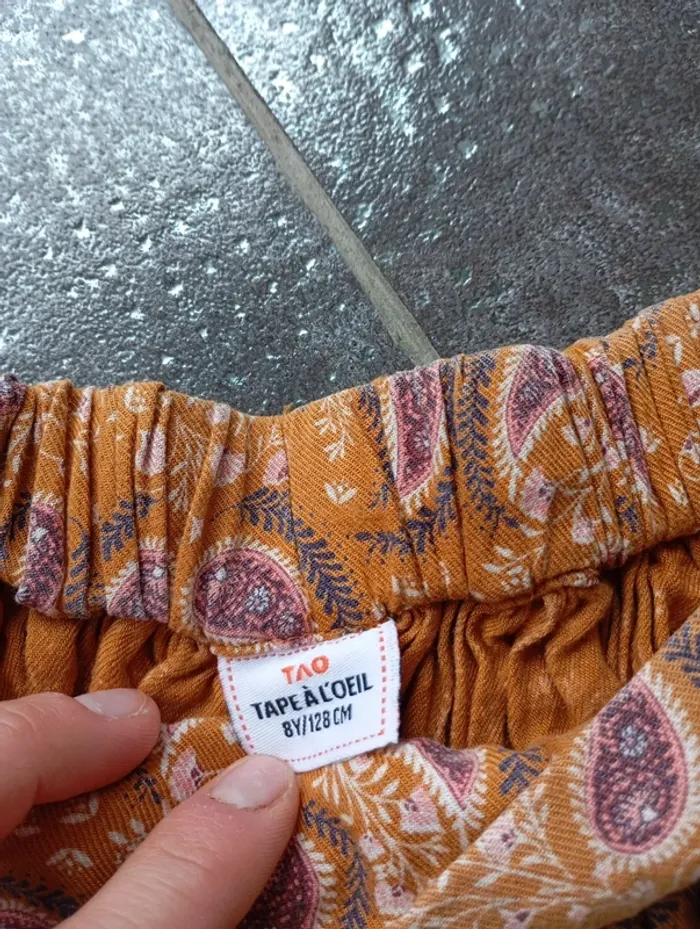 TAO
TAPE À L'OEIL
8Y/128 CM